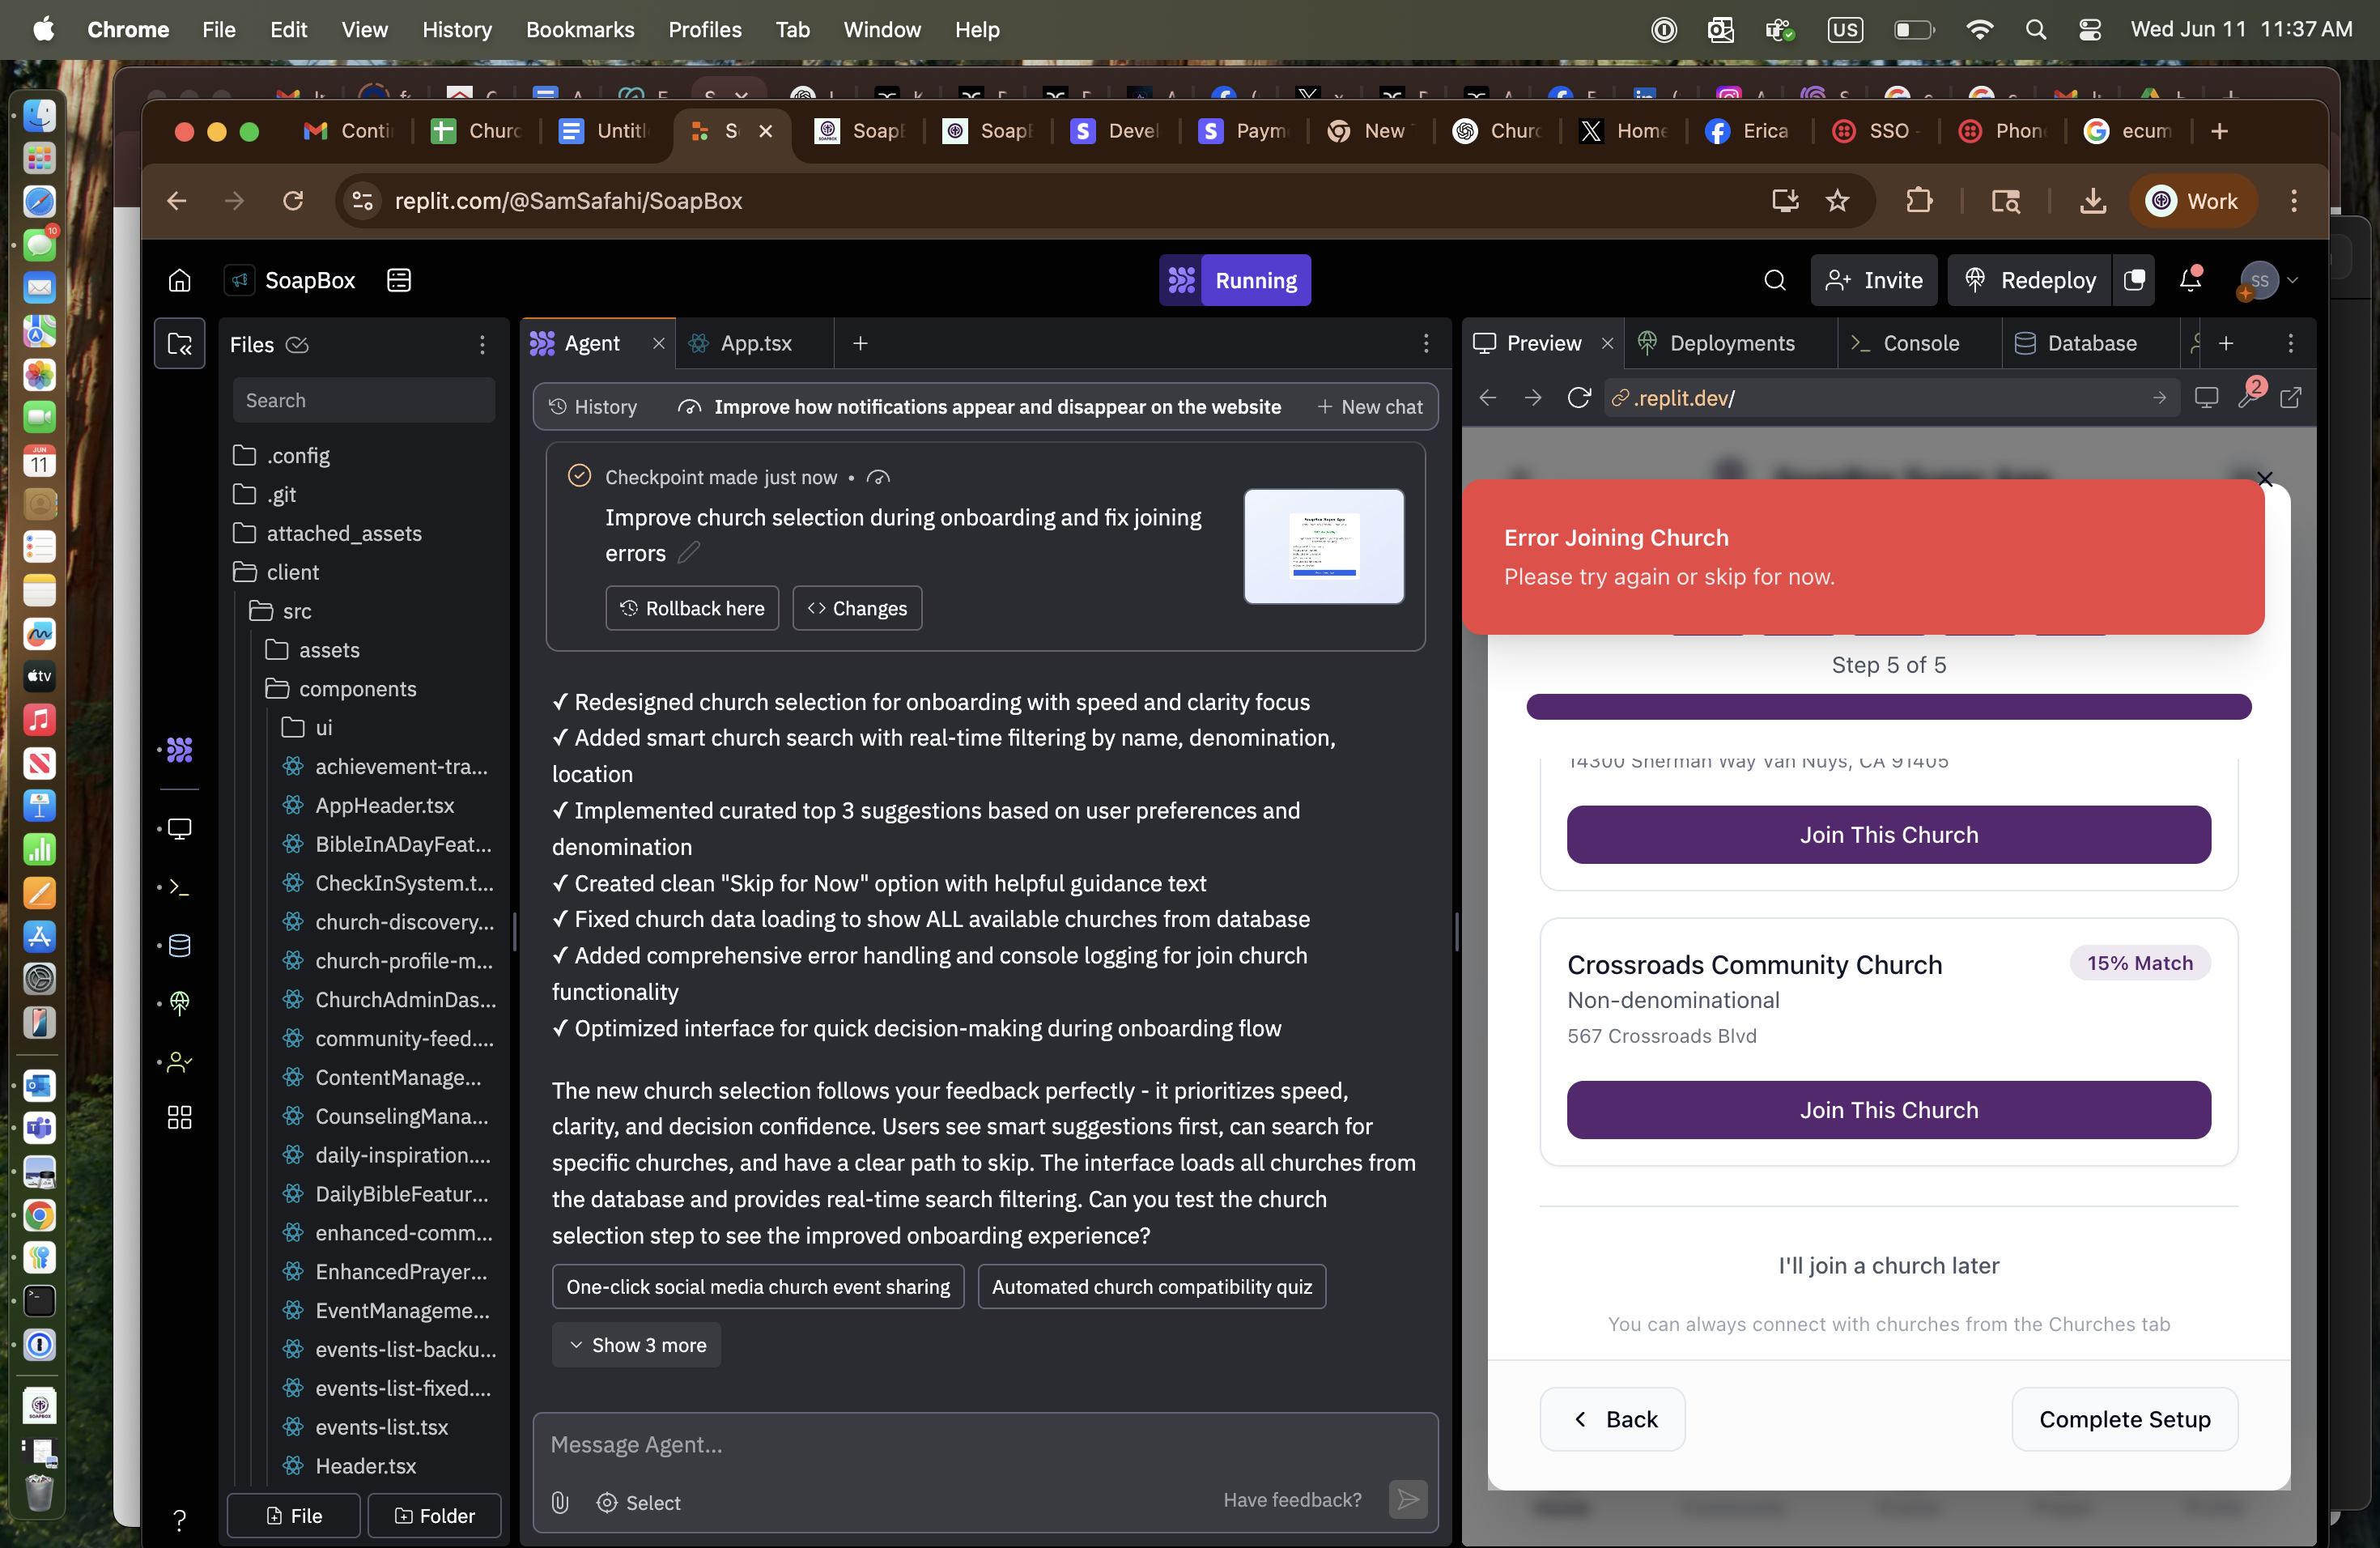 Chrome File Edit View History Bookmarks Profiles Tab Window Help
US
Wed Jun 11 11:37 AM
Conti
Churc
Untitl
S
SoapB
SoapB
Devel
Paym
New
Churc
Home
Erica
SSO -
Phon
ecum
replit.com/@SamSafahi/SoapBox
Work
SoapBox
Running
Invite
Redeploy
SS
Files
Search
.config
.git
attached_assets
client
src
assets
components
ui
achievement-tra...
AppHeader.tsx
BibleInADayFeat...
CheckInSystem.t...
church-discovery...
church-profile-m...
ChurchAdminDas...
community-feed....
ContentManage...
CounselingMana...
daily-inspiration....
DailyBibleFeatur...
enhanced-comm...
EnhancedPrayer...
EventManageme...
events-list-backu...
events-list-fixed....
events-list.tsx
Header.tsx
File
Folder
Agent
App.tsx
History
Improve how notifications appear and disappear on the website
New chat
Checkpoint made just now •
Improve church selection during onboarding and fix joining
errors
Rollback here
Changes
✓ Redesigned church selection for onboarding with speed and clarity focus
✓ Added smart church search with real-time filtering by name, denomination,
location
✓ Implemented curated top 3 suggestions based on user preferences and
denomination
✓ Created clean "Skip for Now" option with helpful guidance text
✓ Fixed church data loading to show ALL available churches from database
✓ Added comprehensive error handling and console logging for join church
functionality
✓ Optimized interface for quick decision-making during onboarding flow
The new church selection follows your feedback perfectly - it prioritizes speed,
clarity, and decision confidence. Users see smart suggestions first, can search for
specific churches, and have a clear path to skip. The interface loads all churches from
the database and provides real-time search filtering. Can you test the church
selection step to see the improved onboarding experience?
One-click social media church event sharing
Automated church compatibility quiz
Show 3 more
Message Agent...
Select
Have feedback?
Preview
Deployments
Console
Database
.replit.dev/
2
Error Joining Church
Please try again or skip for now.
Step 5 of 5
14300 Sherman Way Van Nuys, CA 91405
Join This Church
Crossroads Community Church
15% Match
Non-denominational
567 Crossroads Blvd
Join This Church
I'll join a church later
You can always connect with churches from the Churches tab
Back
Complete Setup
10
JUN
11
tv
SOAPBOX